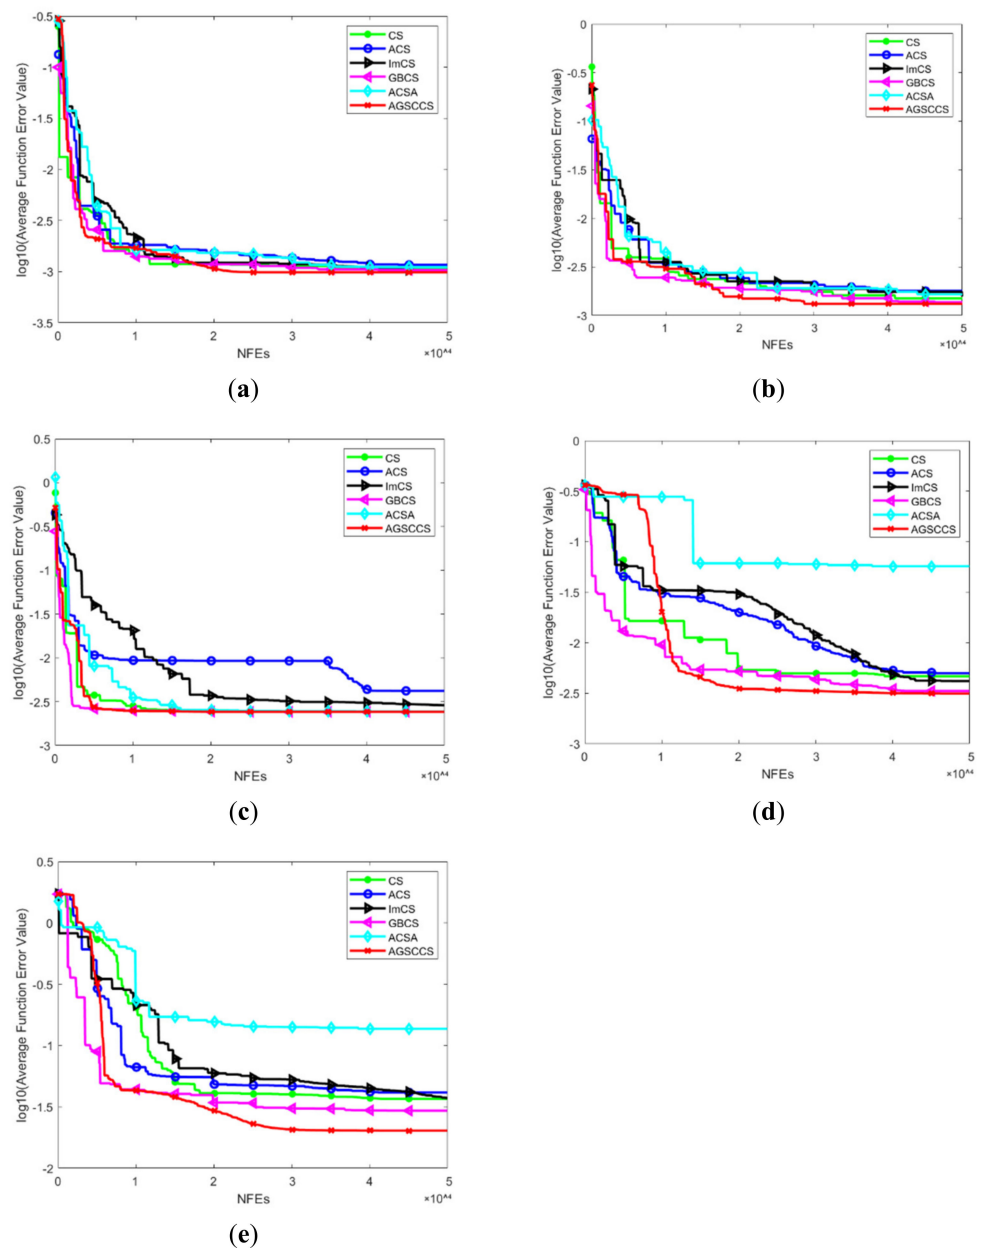 -0.5
-1
-1.5
-2
-2.5
-3
-3.5
log10(Average Function Error Value)
CS
ACS
ImCS
GBCS
ACSA
AGSCCS
0 1 2 3 4 5
NFEs
×10^4
(a)
0
-0.5
-1
-1.5
-2
-2.5
-3
log10(Average Function Error Value)
CS
ACS
ImCS
GBCS
ACSA
AGSCCS
0 1 2 3 4 5
NFEs
×10^4
(b)
0.5
0
-0.5
-1
-1.5
-2
-2.5
-3
log10(Average Function Error Value)
CS
ACS
ImCS
GBCS
ACSA
AGSCCS
0 1 2 3 4 5
NFEs
×10^4
(c)
0
-0.5
-1
-1.5
-2
-2.5
-3
log10(Average Function Error Value)
CS
ACS
ImCS
GBCS
ACSA
AGSCCS
0 1 2 3 4 5
NFEs
×10^4
(d)
0.5
0
-0.5
-1
-1.5
-2
log10(Average Function Error Value)
CS
ACS
ImCS
GBCS
ACSA
AGSCCS
0 1 2 3 4 5
NFEs
×10^4
(e)